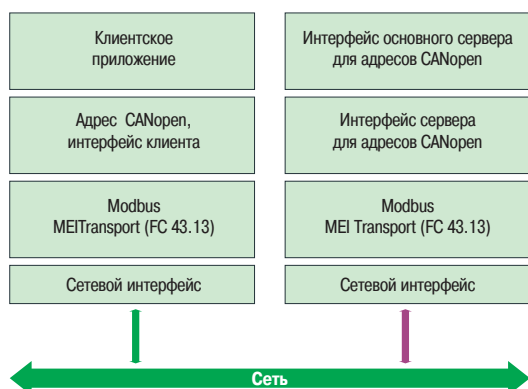 Клиентское
приложение
Адрес CANopen,
интерфейс клиента
Modbus
MEITransport (FC 43.13)
Сетевой интерфейс
Интерфейс основного сервера
для адресов CANopen
Интерфейс сервера
для адресов CANopen
Modbus
MEI Transport (FC 43.13)
Сетевой интерфейс
Сеть